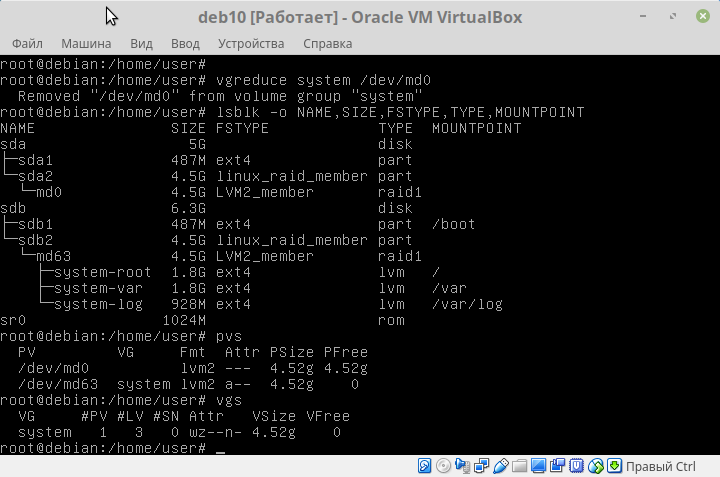 deb10 [Работает] - Oracle VM VirtualBox
Файл Машина Вид Ввод Устройства Справка
root@debian:/home/user#
root@debian:/home/user# vgreduce system /dev/md0
  Removed "/dev/md0" from volume group "system"
root@debian:/home/user# lsblk -o NAME,SIZE,FSTYPE,TYPE,MOUNTPOINT
NAME                SIZE FSTYPE            TYPE  MOUNTPOINT
sda                   5G                   disk
├─sda1              487M ext4              part
└─sda2              4.5G linux_raid_member part
  └─md0             4.5G LVM2_member       raid1
sdb                 6.3G                   disk
├─sdb1              487M ext4              part  /boot
└─sdb2              4.5G linux_raid_member part
  └─md63            4.5G LVM2_member       raid1
    ├─system-root   1.8G ext4              lvm   /
    ├─system-var    1.8G ext4              lvm   /var
    └─system-log    928M ext4              lvm   /var/log
sr0                1024M                   rom
root@debian:/home/user# pvs
  PV         VG     Fmt  Attr PSize PFree
  /dev/md0          lvm2 ---  4.52g 4.52g
  /dev/md63  system lvm2 a--  4.52g    0
root@debian:/home/user# vgs
  VG     #PV #LV #SN Attr   VSize VFree
  system   1   3   0 wz--n- 4.52g    0
root@debian:/home/user# _
Правый Ctrl